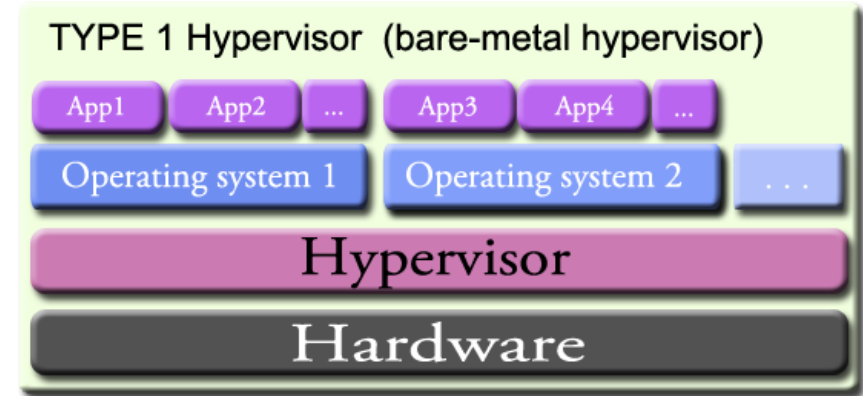 TYPE 1 Hypervisor (bare-metal hypervisor)
App1 App2 ... App3 App4 ...
Operating system 1 Operating system 2 . . .
Hypervisor
Hardware